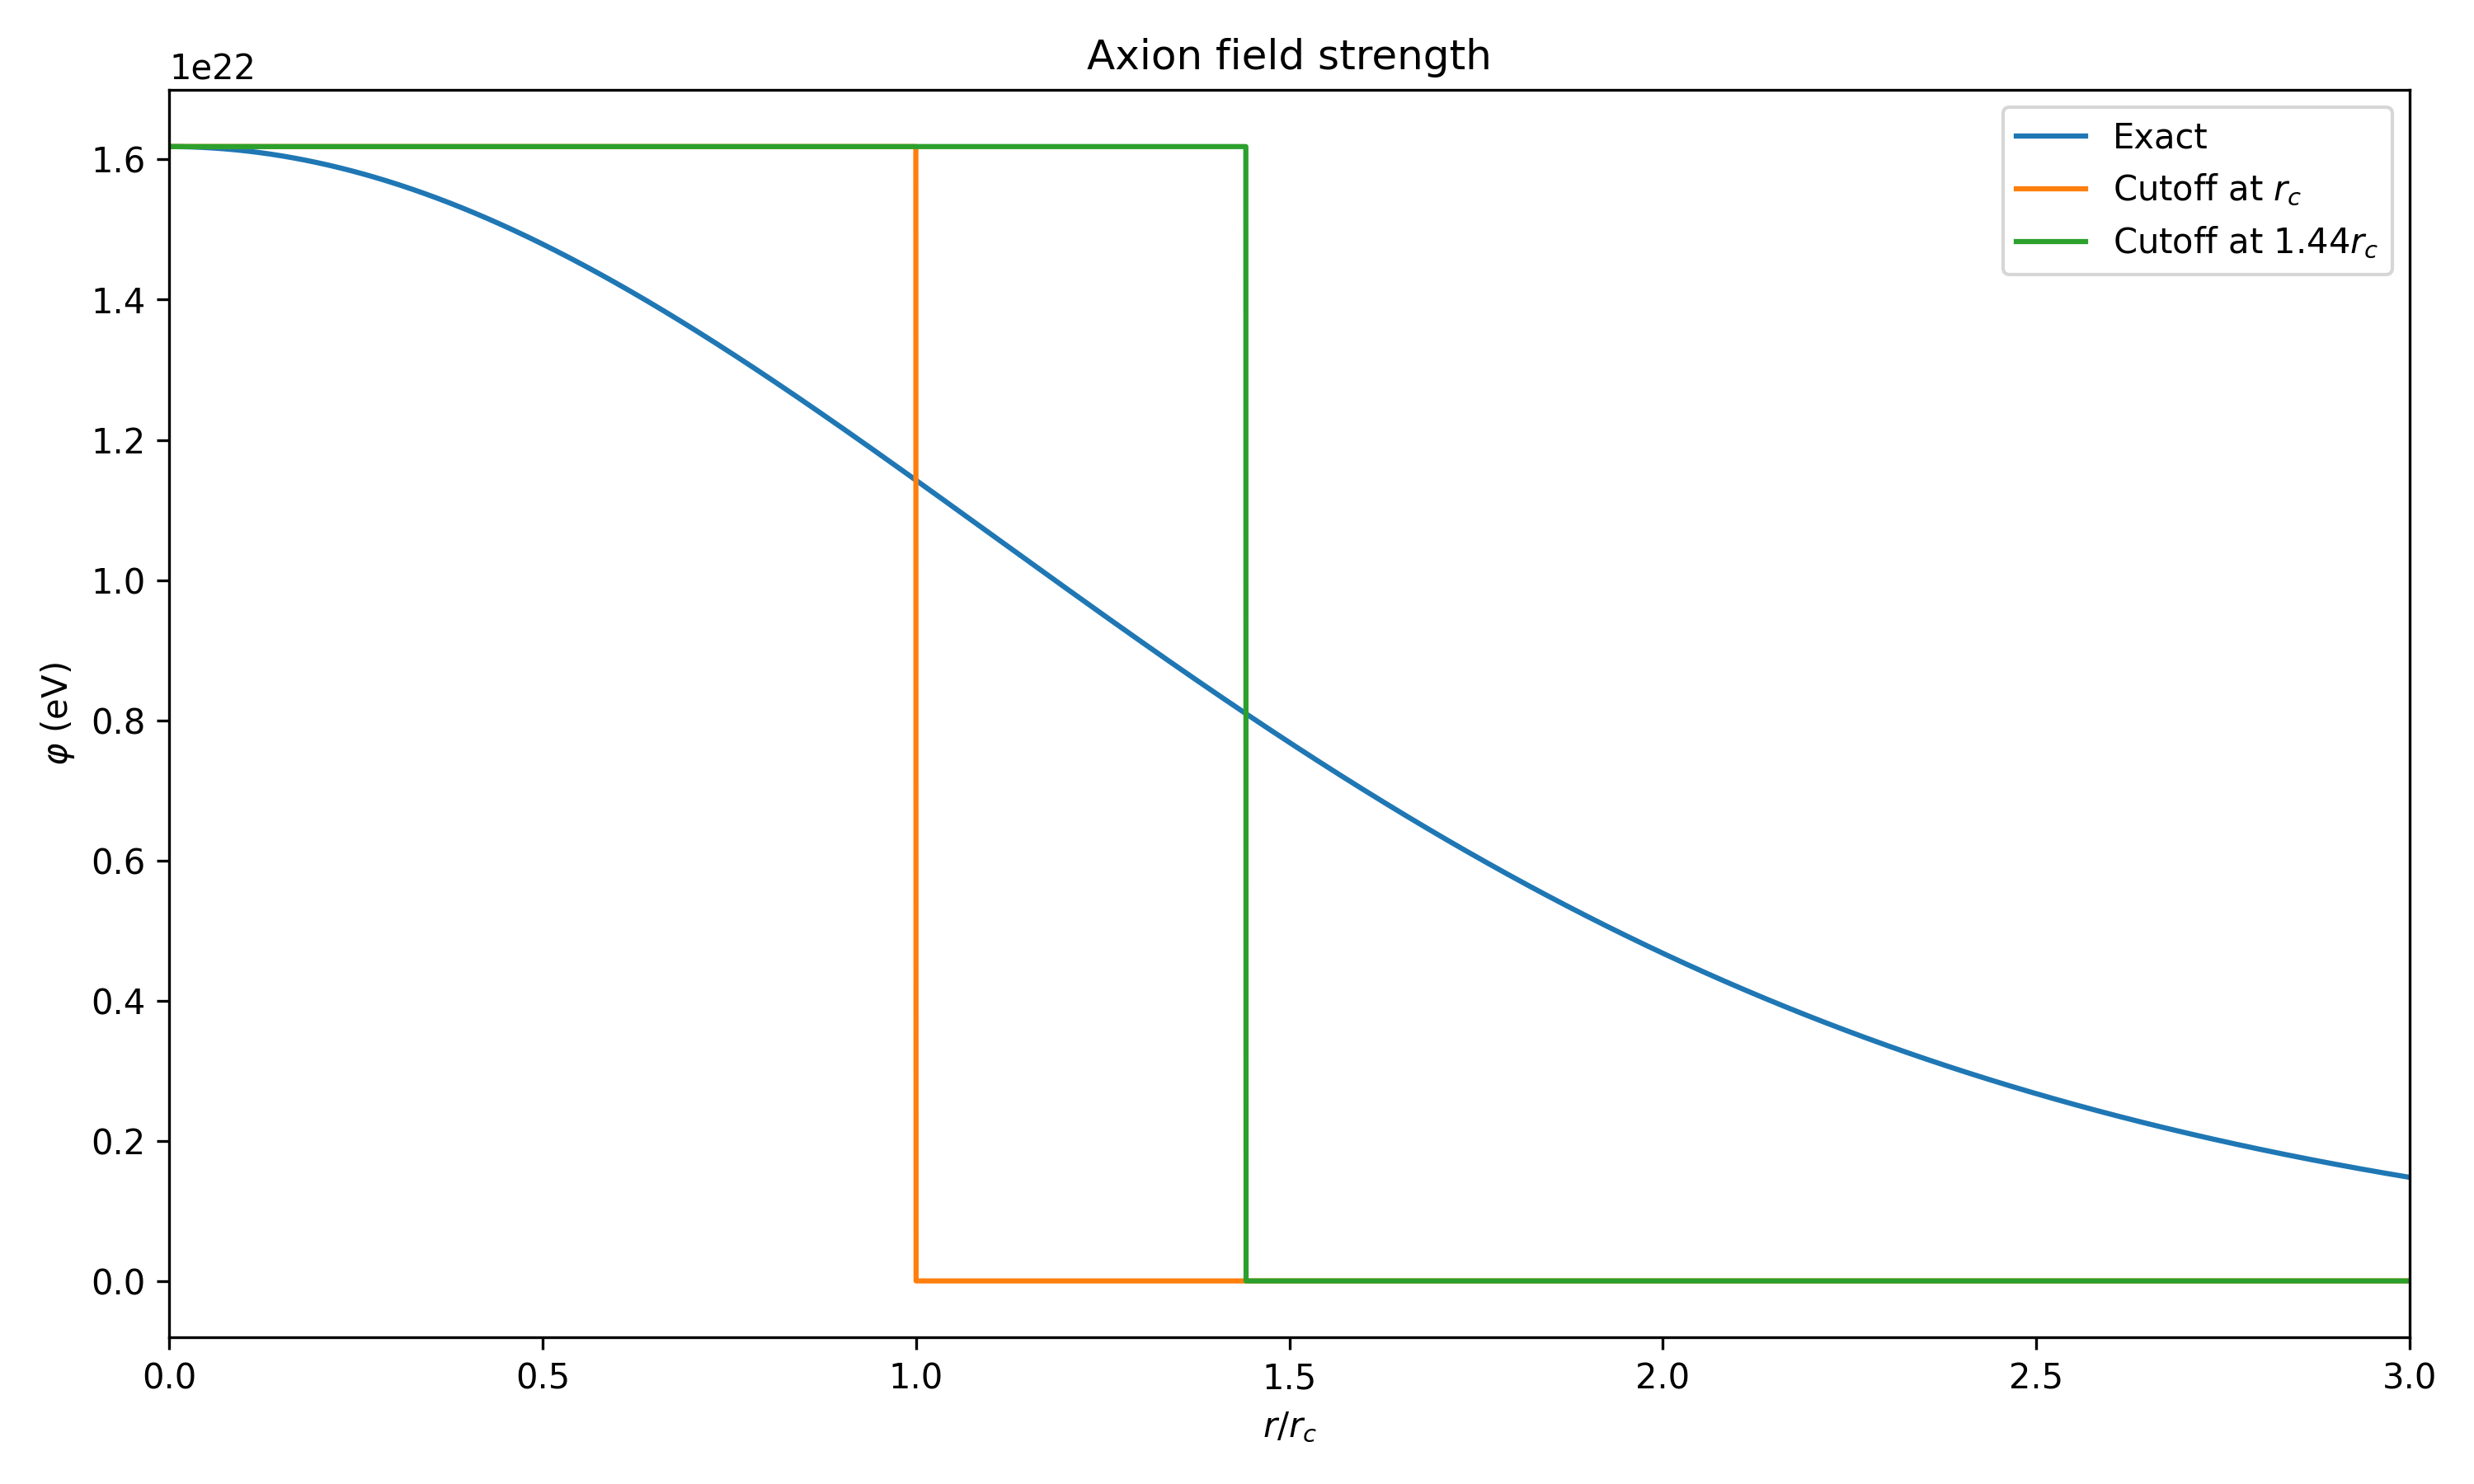 Axion field strength
1e22
Exact
Cutoff at r_c
Cutoff at 1.44r_c
φ (eV)
1.6
1.4
1.2
1.0
0.8
0.6
0.4
0.2
0.0
0.0 0.5 1.0 1.5 2.0 2.5 3.0
r/r_c